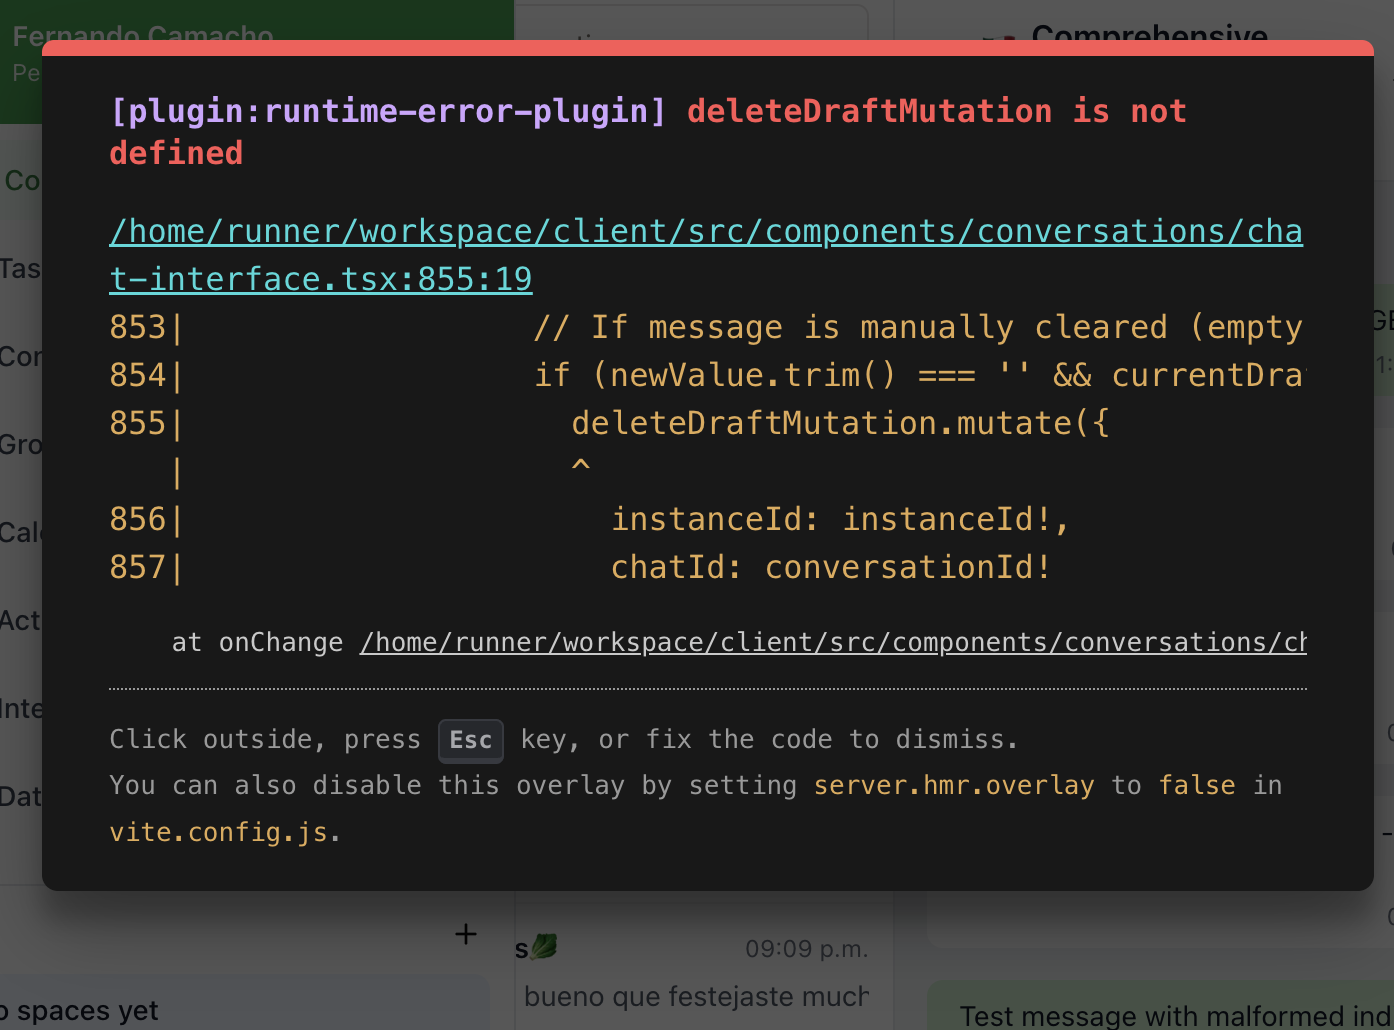 Fernando Camacho
Pe
Comprehensive
[plugin:runtime-error-plugin] deleteDraftMutation is not
defined
/home/runner/workspace/client/src/components/conversations/cha
t-interface.tsx:855:19
853|                   // If message is manually cleared (empty
854|                   if (newValue.trim() === '' && currentDra
855|                     deleteDraftMutation.mutate({
   |                     ^
856|                       instanceId: instanceId!,
857|                       chatId: conversationId!
at onChange /home/runner/workspace/client/src/components/conversations/ch
Click outside, press Esc key, or fix the code to dismiss.
You can also disable this overlay by setting server.hmr.overlay to false in
vite.config.js.
Co
Tas
Con
Gro
Cale
Act
Inte
Dat
+
o spaces yet
s🥬 09:09 p.m.
bueno que festejaste much
Test message with malformed ind